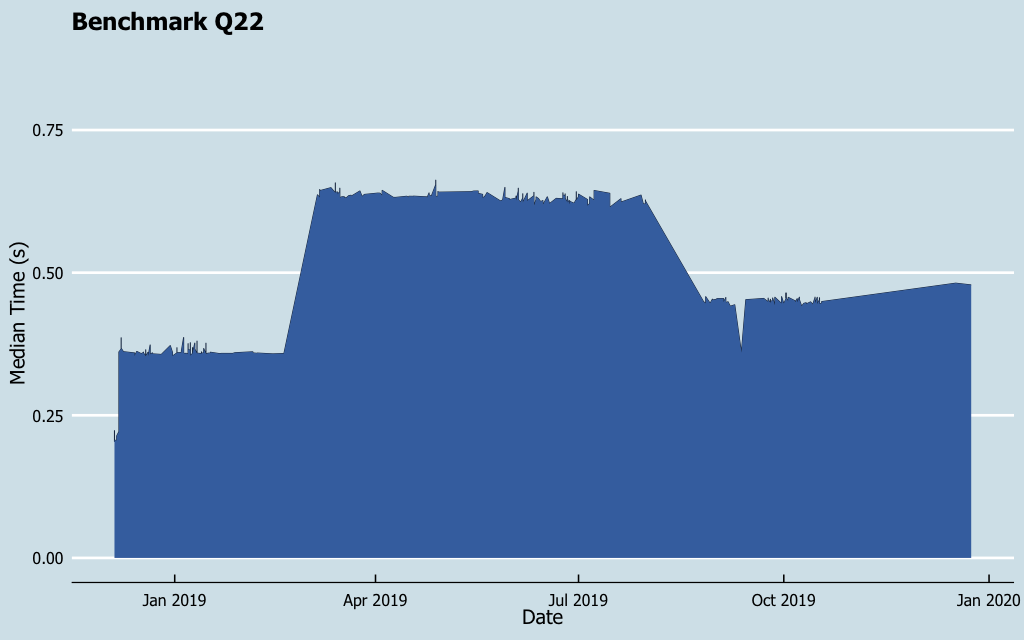 Benchmark Q22
0.75
0.50
0.25
0.00
Median Time (s)
Jan 2019
Apr 2019
Jul 2019
Oct 2019
Jan 2020
Date